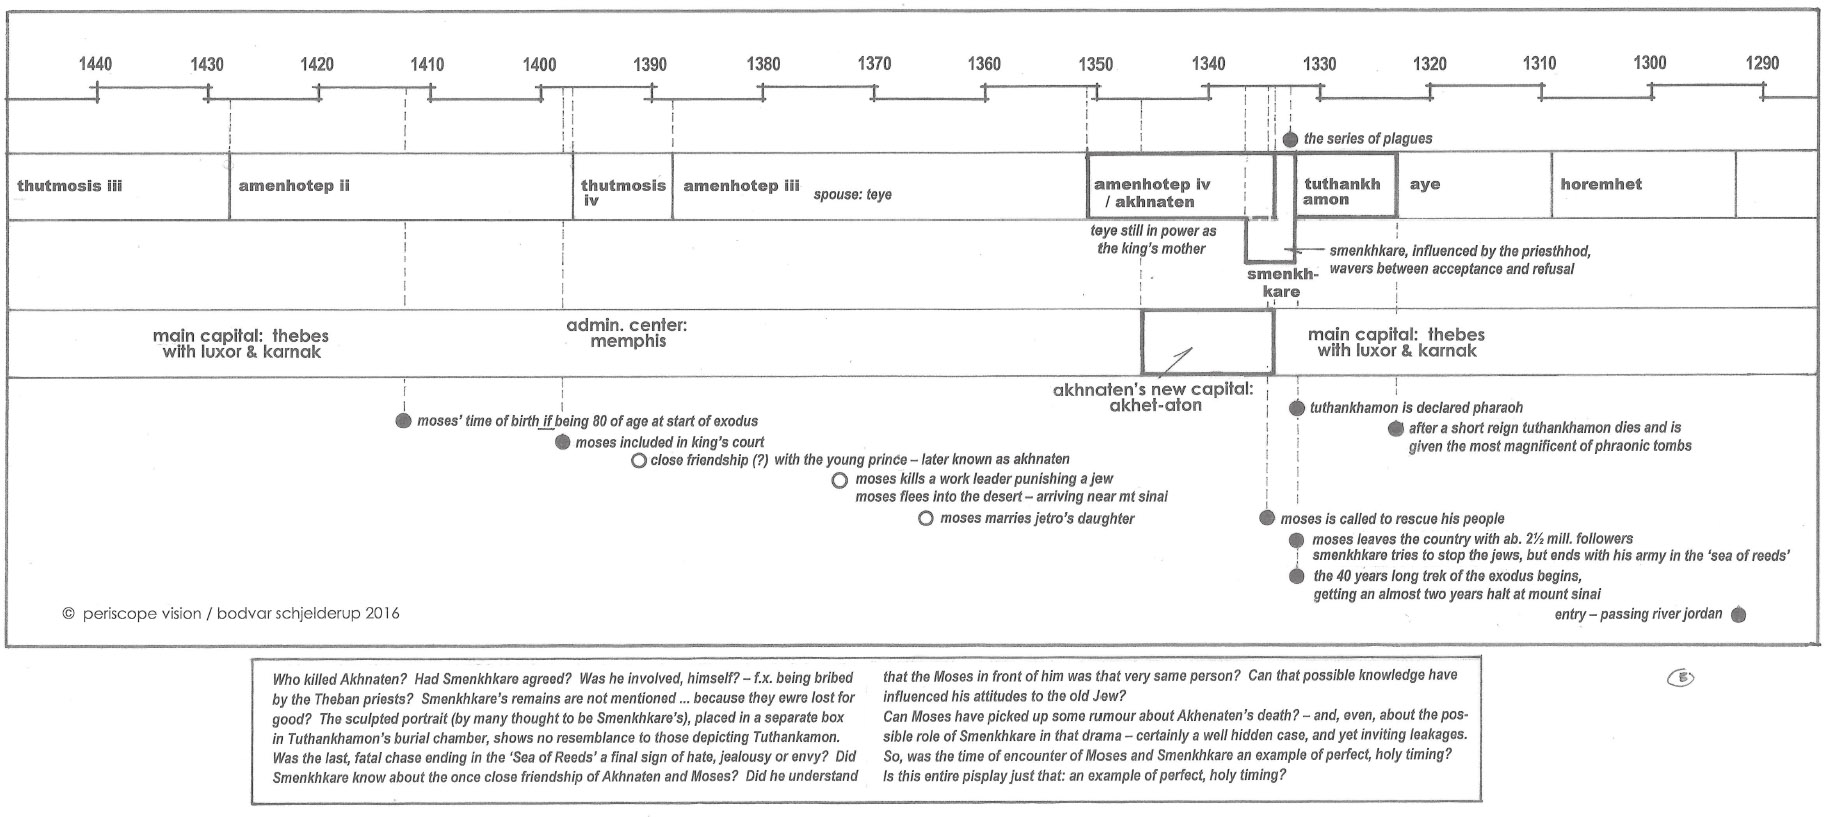 1440 1430 1420 1410 1400 1390 1380 1370 1360 1350 1340 1330 1320 1310 1300 1290
the series of plagues
thutmosis iii
amenhotep ii
thutmosis
iv
amenhotep iii
spouse: teye
amenhotep iv
/ akhnaten
tuthankh
amon
aye
horemhet
teye still in power as
the king's mother
smenkhkare, influenced by the priesthhod,
wavers between acceptance and refusal
smenkh-
kare
main capital: thebes
with luxor & karnak
admin. center:
memphis
main capital: thebes
with luxor & karnak
akhnaten's new capital:
akhet-aton
moses' time of birth if being 80 of age at start of exodus
moses included in king's court
close friendship (?) with the young prince – later known as akhnaten
moses kills a work leader punishing a jew
moses flees into the desert – arriving near mt sinai
moses marries jetro's daughter
tuthankhamon is declared pharaoh
after a short reign tuthankhamon dies and is
given the most magnificent of phraonic tombs
moses is called to rescue his people
moses leaves the country with ab. 2½ mill. followers
smenkhkare tries to stop the jews, but ends with his army in the 'sea of reeds'
the 40 years long trek of the exodus begins,
getting an almost two years halt at mount sinai
entry – passing river jordan
© periscope vision / bodvar schjelderup 2016
Who killed Akhnaten? Had Smenkhkare agreed? Was he involved, himself? – f.x. being bribed
by the Theban priests? Smenkhkare's remains are not mentioned ... because they ewre lost for
good? The sculpted portrait (by many thought to be Smenkhkare's), placed in a separate box
in Tuthankhamon's burial chamber, shows no resemblance to those depicting Tuthankamon.
Was the last, fatal chase ending in the 'Sea of Reeds' a final sign of hate, jealousy or envy? Did
Smenkhkare know about the once close friendship of Akhnaten and Moses? Did he understand
that the Moses in front of him was that very same person? Can that possible knowledge have
influenced his attitudes to the old Jew?
Can Moses have picked up some rumour about Akhenaten's death? – and, even, about the pos-
sible role of Smenkhkare in that drama – certainly a well hidden case, and yet inviting leakages.
So, was the time of encounter of Moses and Smenkhkare an example of perfect, holy timing?
Is this entire pisplay just that: an example of perfect, holy timing?